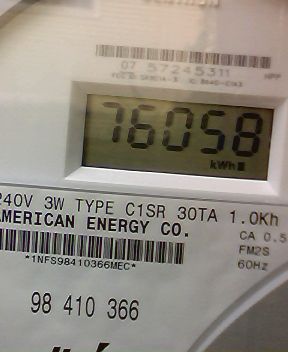 07 57245311
76058
kWh
240V 3W TYPE C1SR 30TA 1.0Kh
AMERICAN ENERGY CO.
CA 0.5
FM2S
*1NFS98410366MEC*
60Hz
98 410 366